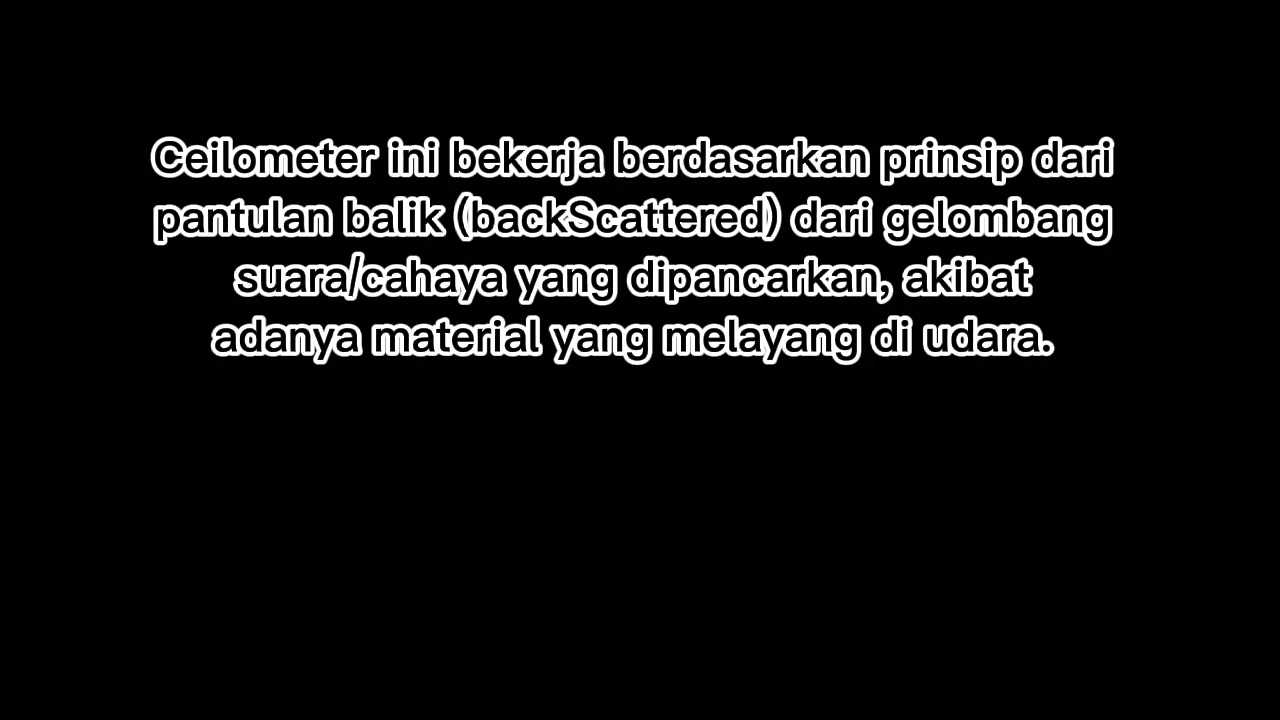 Ceilometer ini bekerja berdasarkan prinsip dari
pantulan balik (backScattered) dari gelombang
suara/cahaya yang dipancarkan, akibat
adanya material yang melayang di udara.